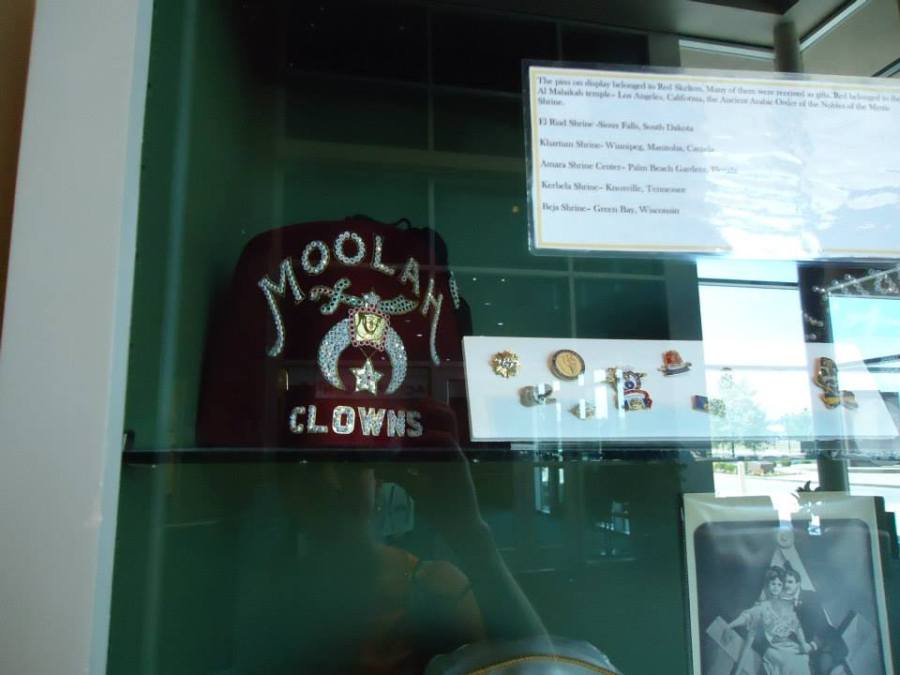 MOOLAH
CLOWNS
The pins on display belonged to Red Skelton. Many of them were received as gifts. Red belonged to the
Al Malaikah temple– Los Angeles, California, the Ancient Arabic Order of the Nobles of the Mystic
Shrine.
El Riad Shrine -Sioux Falls, South Dakota
Khartum Shrine– Winnipeg, Manitoba, Canada
Amara Shrine Center– Palm Beach Gardens, Florida
Kerbela Shrine– Knoxville, Tennessee
Beja Shrine– Green Bay, Wisconsin